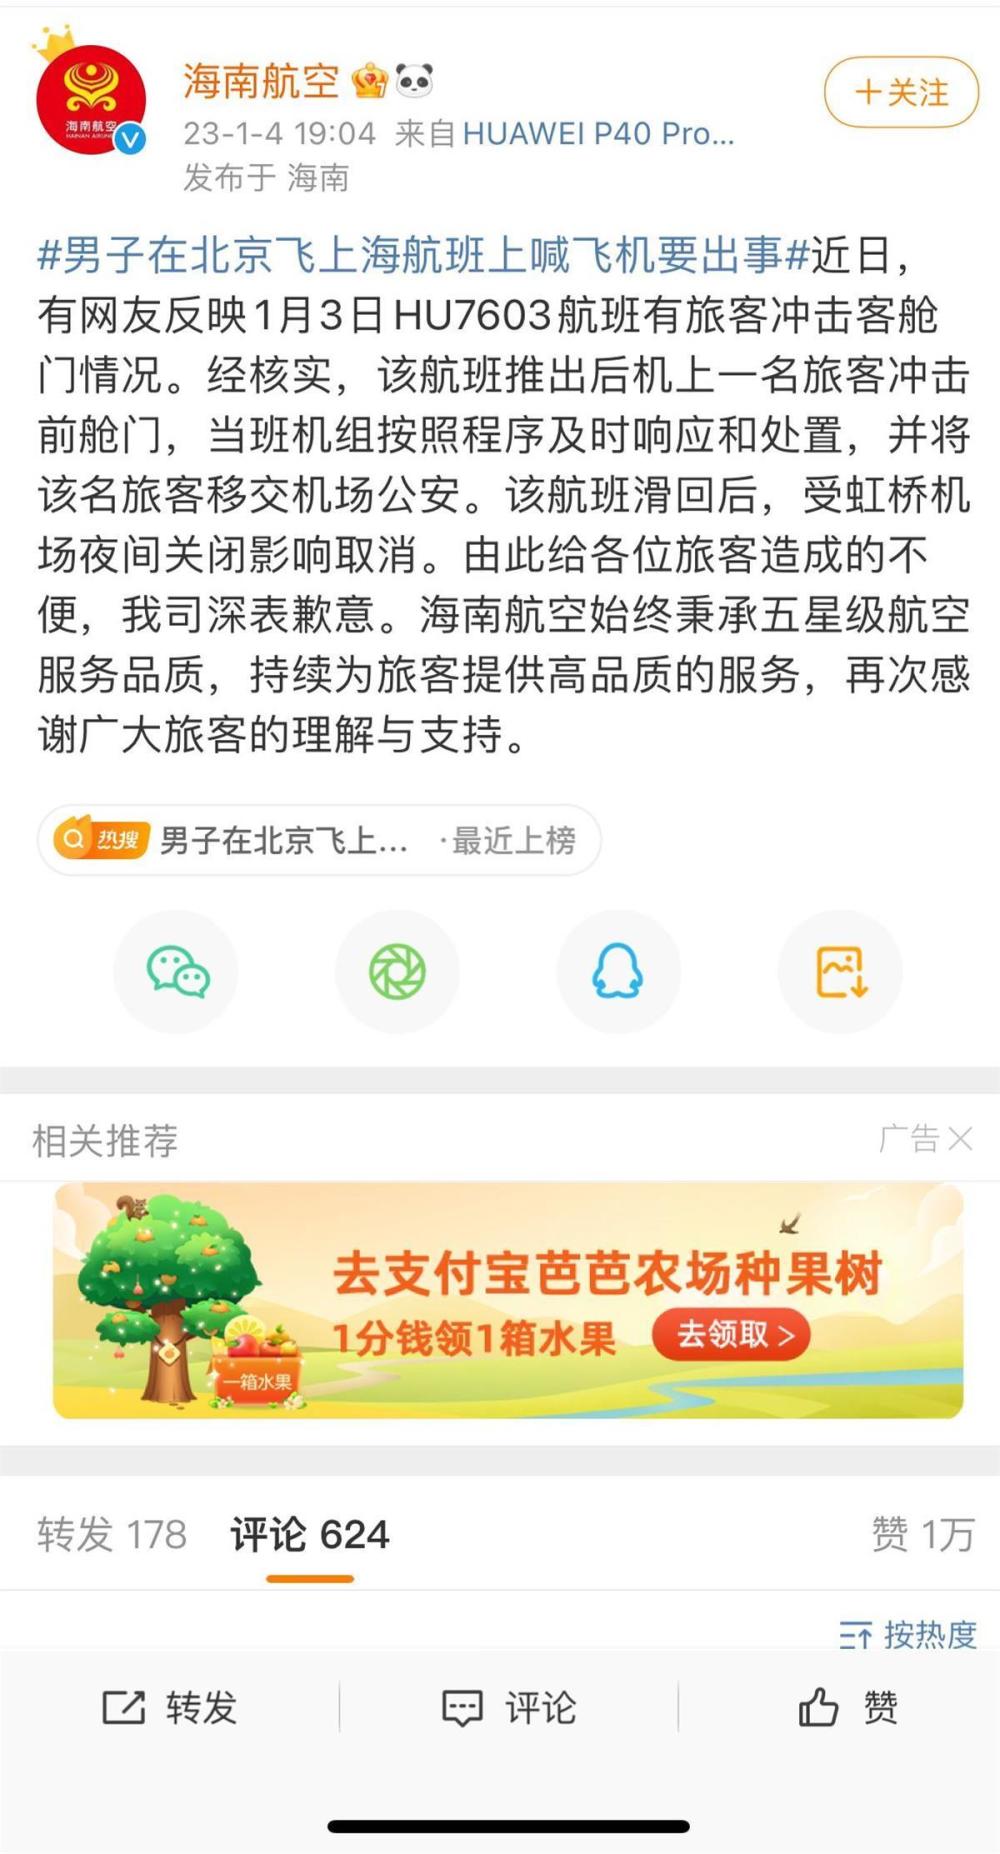 海南航空
HAINAN AIRLINES
海南航空
+关注
23-1-4 19:04 来自 HUAWEI P40 Pro...
发布于 海南
#男子在北京飞上海航班上喊飞机要出事#近日，
有网友反映1月3日HU7603航班有旅客冲击客舱
门情况。经核实，该航班推出后机上一名旅客冲击
前舱门，当班机组按照程序及时响应和处置，并将
该名旅客移交机场公安。该航班滑回后，受虹桥机
场夜间关闭影响取消。由此给各位旅客造成的不
便，我司深表歉意。海南航空始终秉承五星级航空
服务品质，持续为旅客提供高品质的服务，再次感
谢广大旅客的理解与支持。
热搜 男子在北京飞上... ·最近上榜
相关推荐 广告
去支付宝芭芭农场种果树
1分钱领1箱水果 去领取 >
一箱水果
转发 178 评论 624 赞 1万
按热度
转发 评论 赞